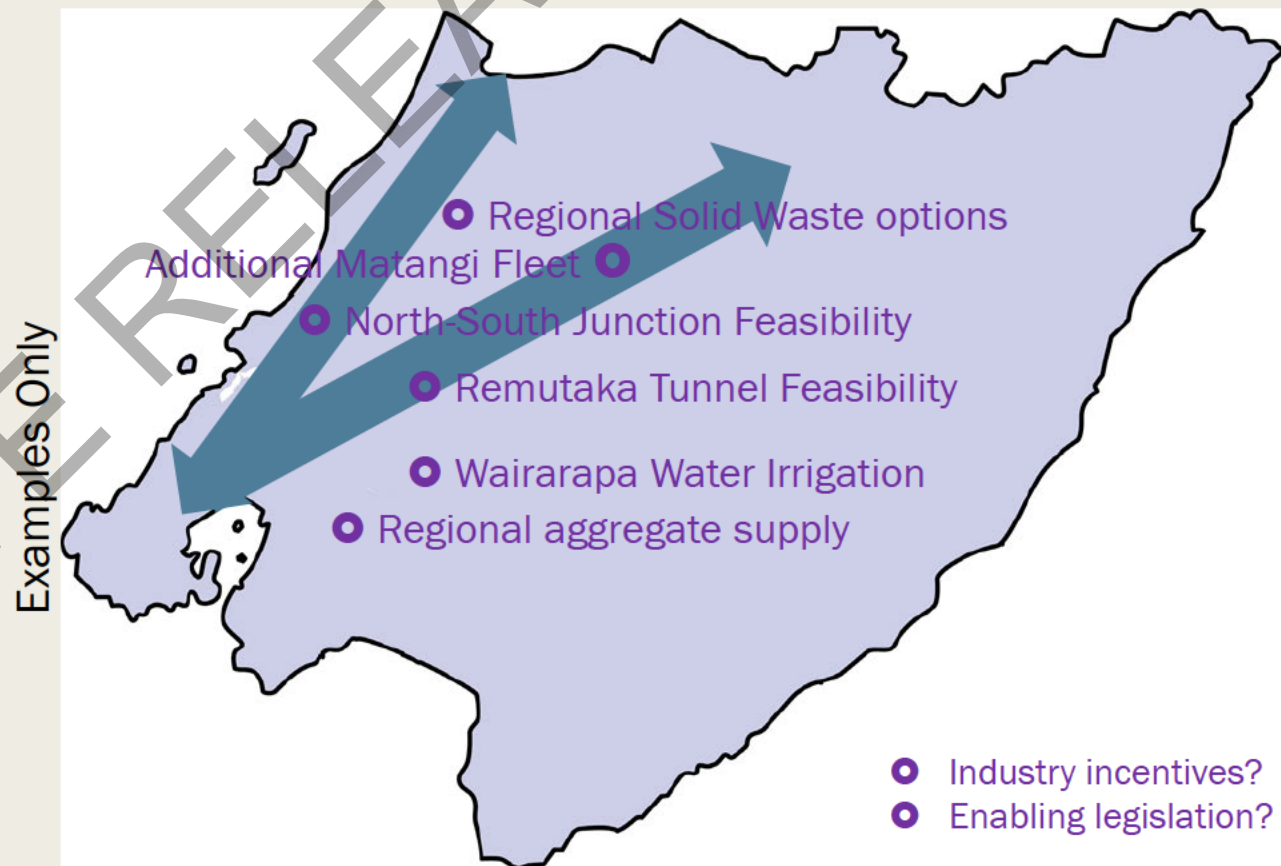 E RELEA
Regional Solid Waste options
Additional Matangi Fleet
North-South Junction Feasibility
Remutaka Tunnel Feasibility
Wairarapa Water Irrigation
Regional aggregate supply
Examples Only
Industry incentives?
Enabling legislation?